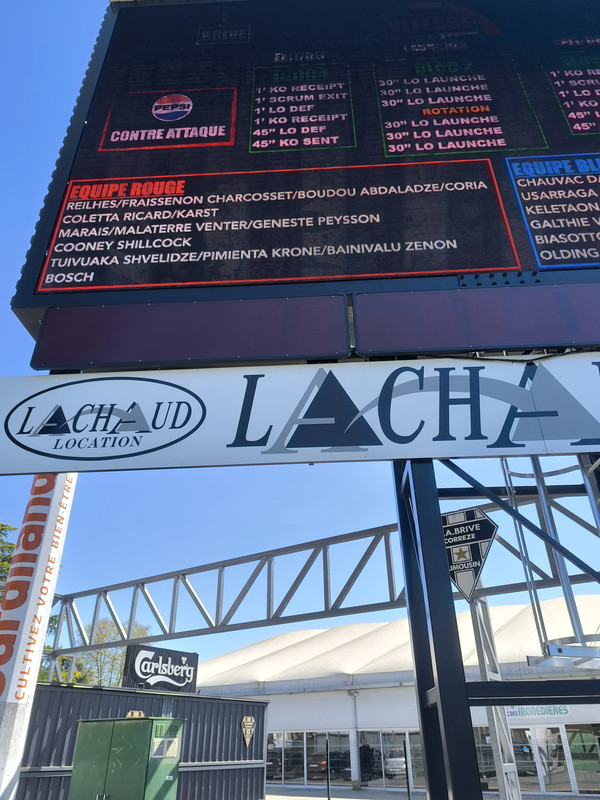 PEPSI
CONTRE ATTAQUE
1' KO RECEIPT
1' SCRUM EXIT
1' LO DEF
1' KO RECEIPT
45" LO DEF
45" KO SENT
30" LO LAUNCHE
30" LO LAUNCHE
30" LO LAUNCHE
ROTATION
30" LO LAUNCHE
30" LO LAUNCHE
30" LO LAUNCHE
EQUIPE ROUGE
REILHES/FRAISSENON CHARCOSSET/BOUDOU ABDALADZE/CORIA
COLETTA RICARD/KARST
MARAIS/MALATERRE VENTER/GENESTE PEYSSON
COONEY SHILLCOCK
TUIVUAKA SHVELIDZE/PIMIENTA KRONE/BAINIVALU ZENON
BOSCH
EQUIPE BL
CHAUVAC DA
USARRAGA
KELETAON
GALTHIE V
BIASOTTO
OLDING
LACHAUD
LOCATION
LACHAU
CULTIVEZ VOTRE BIEN-ÊTRE
.A.BRIVE
CORREZE
LIMOUSIN
Carlsberg
DES MONEDIERES